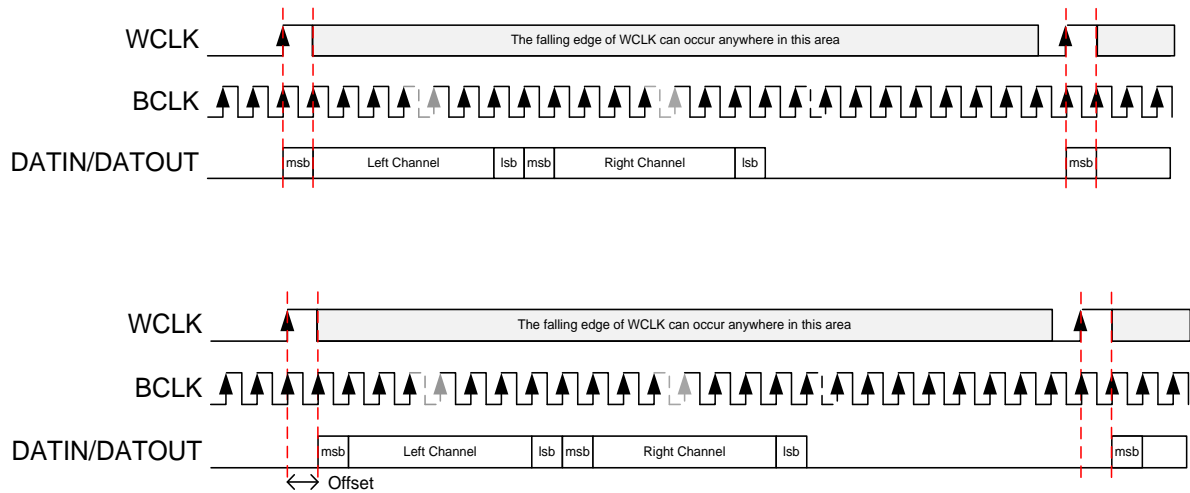 WCLK
The falling edge of WCLK can occur anywhere in this area
BCLK
DATIN/DATOUT
msb Left Channel lsb msb Right Channel lsb msb
WCLK
The falling edge of WCLK can occur anywhere in this area
BCLK
DATIN/DATOUT
msb Left Channel lsb msb Right Channel lsb msb
Offset